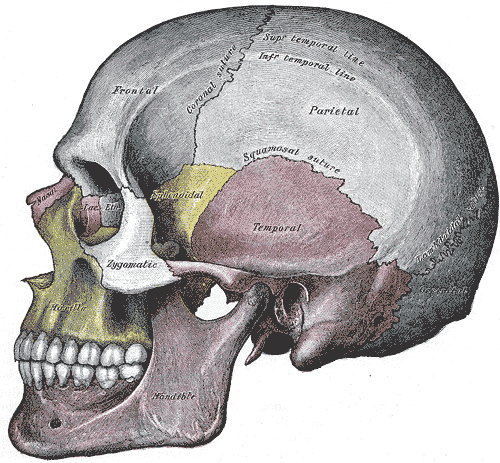 Supr temporal line
Infr temporal line
Coronal suture
Frontal
Parietal
Squamosal suture
Sphenoidal
Nasal
Lac.
Eth.
Temporal
Zygomatic
Maxilla
Mandible